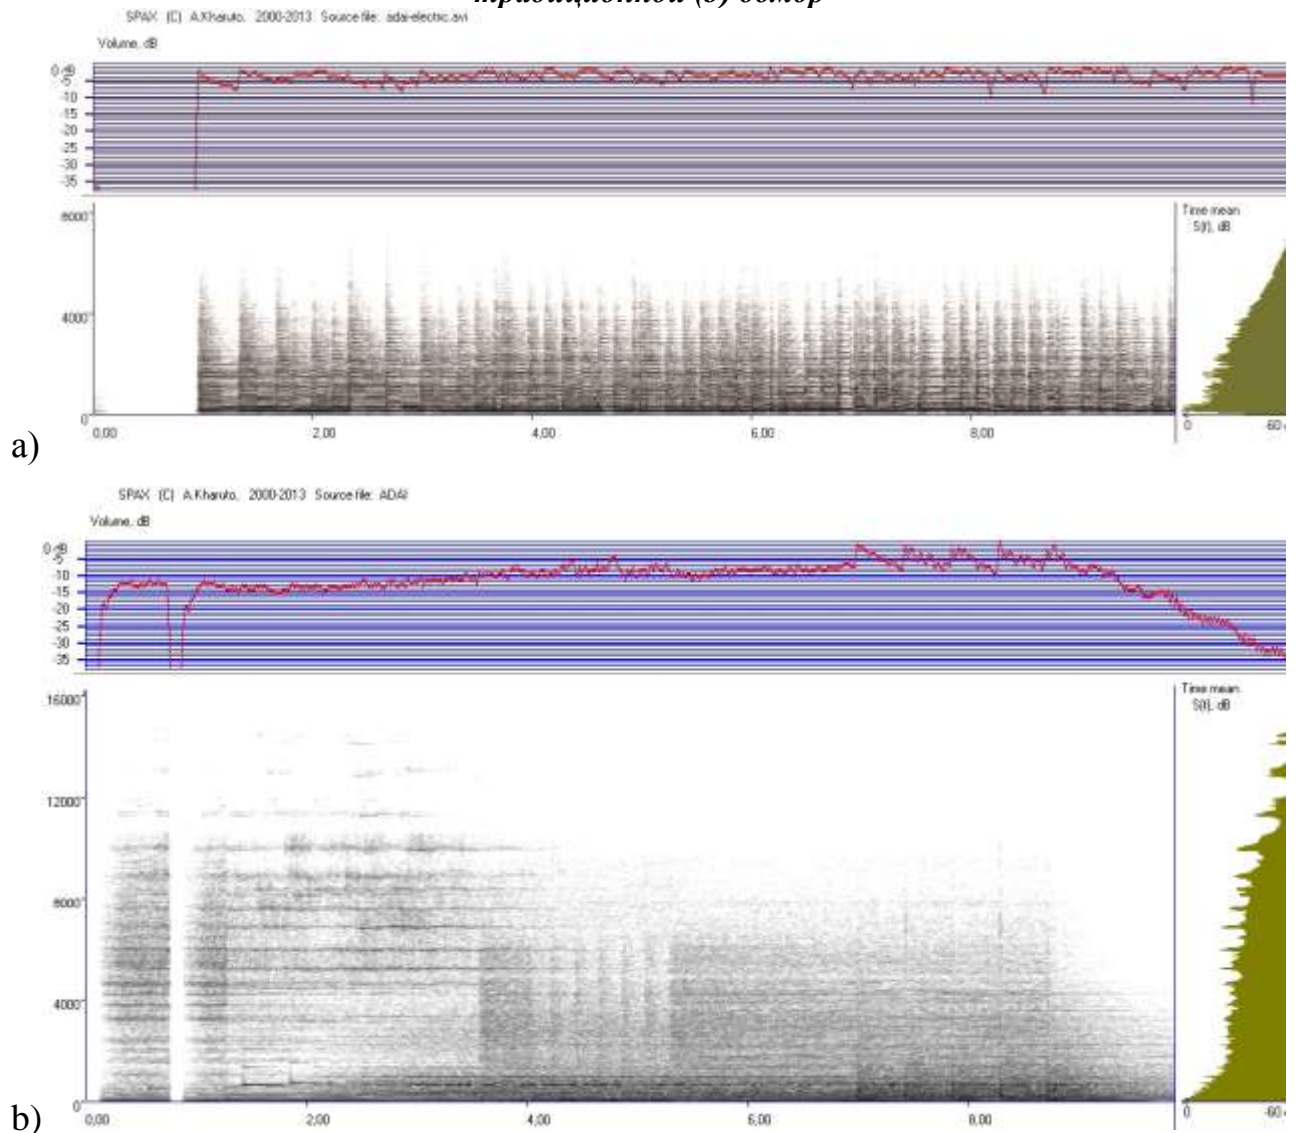 SPAX (C) A.Kharuto, 2000-2013 Source file: adai-electric.avi
Volume, dB
0 dB
-5
-10
-15
-20
-25
-30
-35
8000
4000
0
0,00 2,00 4,00 6,00 8,00
Time mean
S(f), dB
0 -60
a)
SPAX (C) A.Kharuto, 2000-2013 Source file: ADAI
Volume, dB
0 dB
-5
-10
-15
-20
-25
-30
-35
16000
12000
8000
4000
0
0,00 2,00 4,00 6,00 8,00
Time mean
S(f), dB
0 -60
b)